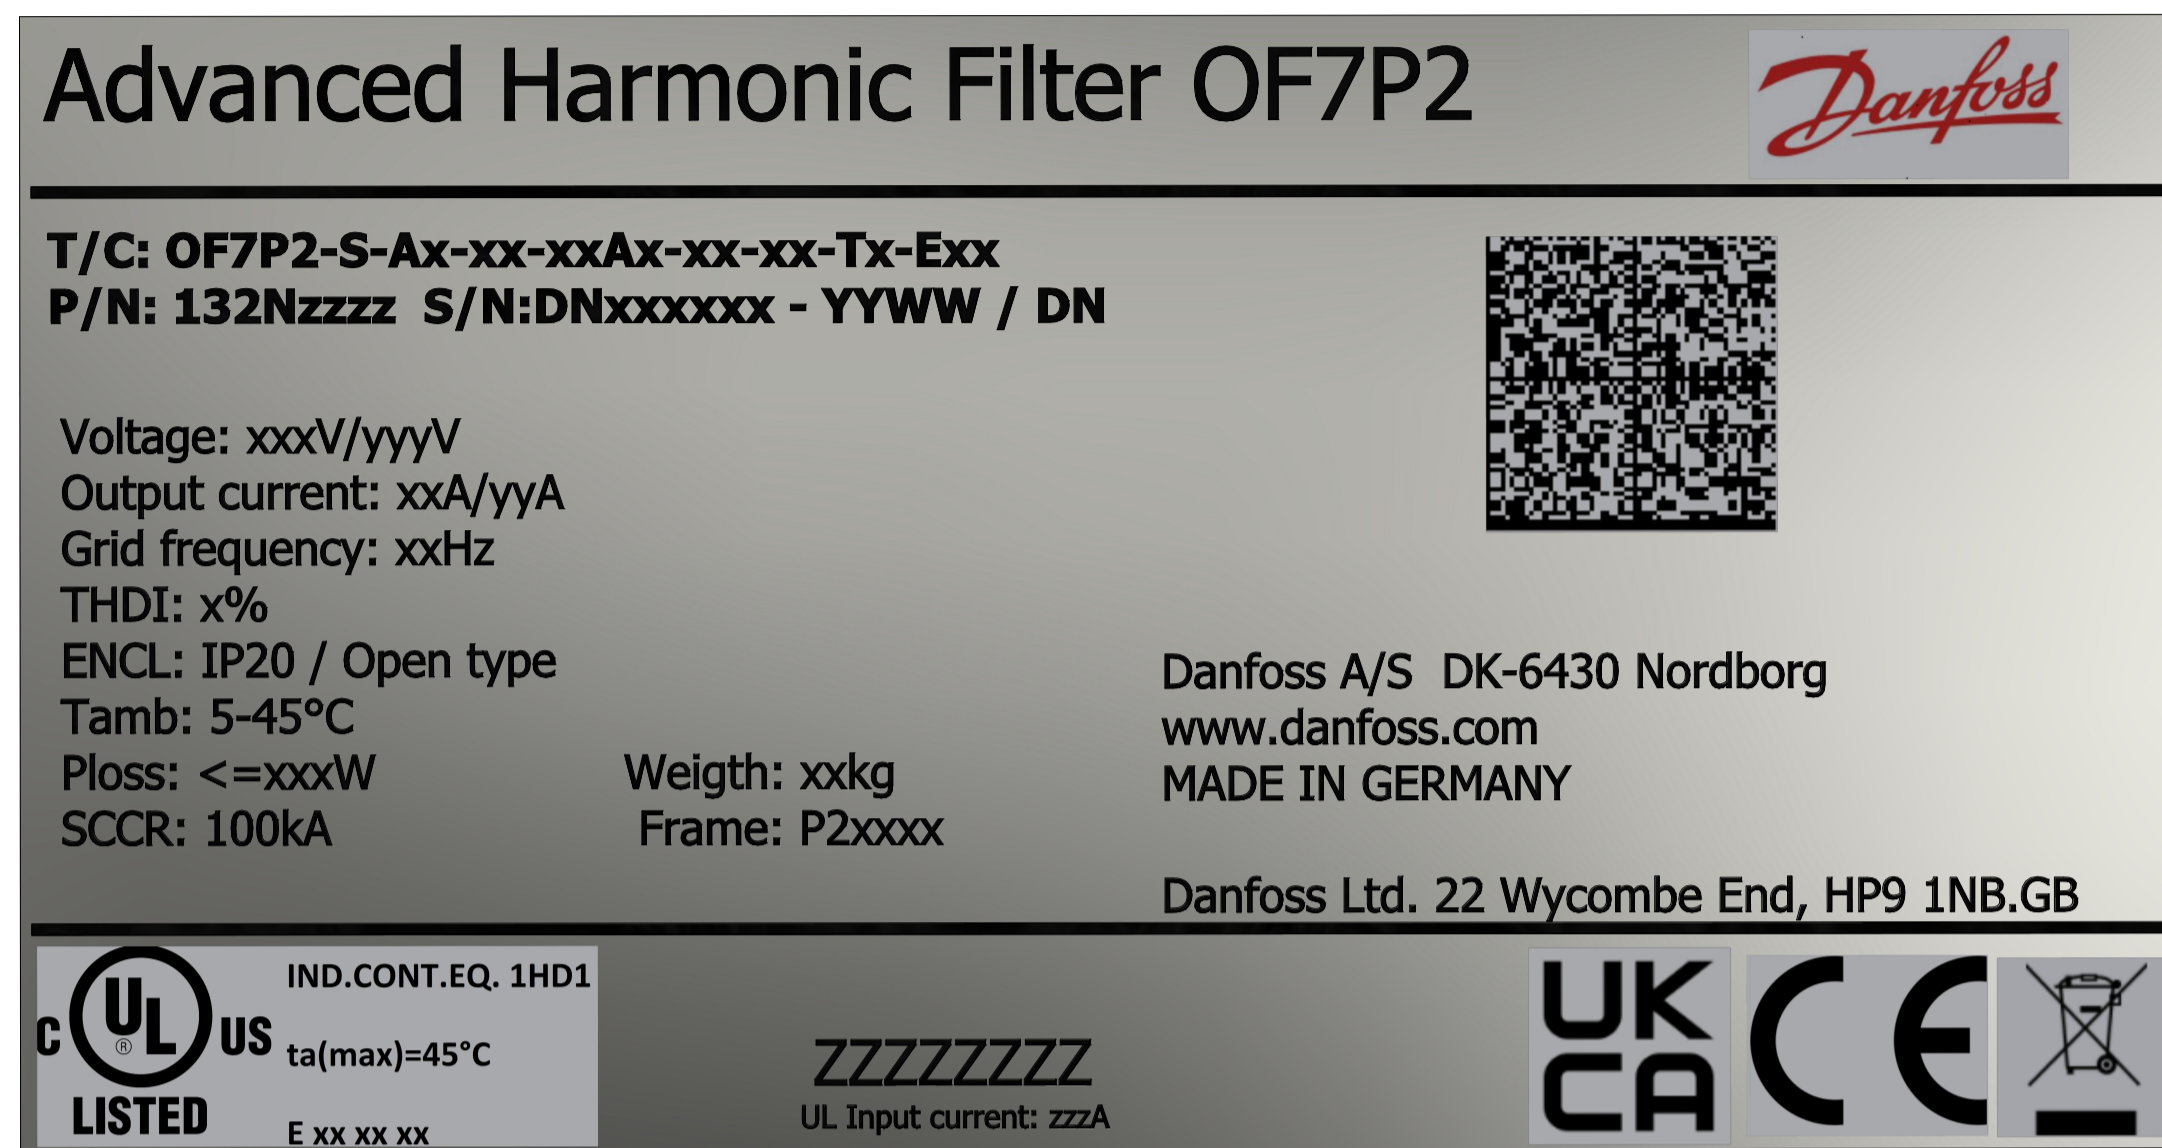 Advanced Harmonic Filter OF7P2
Danfoss
T/C: OF7P2-S-Ax-xx-xxAx-xx-xx-Tx-Exx
P/N: 132Nzzzz S/N:DNxxxxxx - YYWW / DN
Voltage: xxxV/yyyV
Output current: xxA/yyA
Grid frequency: xxHz
THDI: x%
ENCL: IP20 / Open type
Tamb: 5-45°C
Ploss: <=xxxW
SCCR: 100kA
Weigth: xxkg
Frame: P2xxxx
Danfoss A/S DK-6430 Nordborg
www.danfoss.com
MADE IN GERMANY
Danfoss Ltd. 22 Wycombe End, HP9 1NB.GB
C UL ® US
LISTED
IND.CONT.EQ. 1HD1
ta(max)=45°C
E xx xx xx
ZZZZZZZZ
UL Input current: zzzA
UK
CA
CE